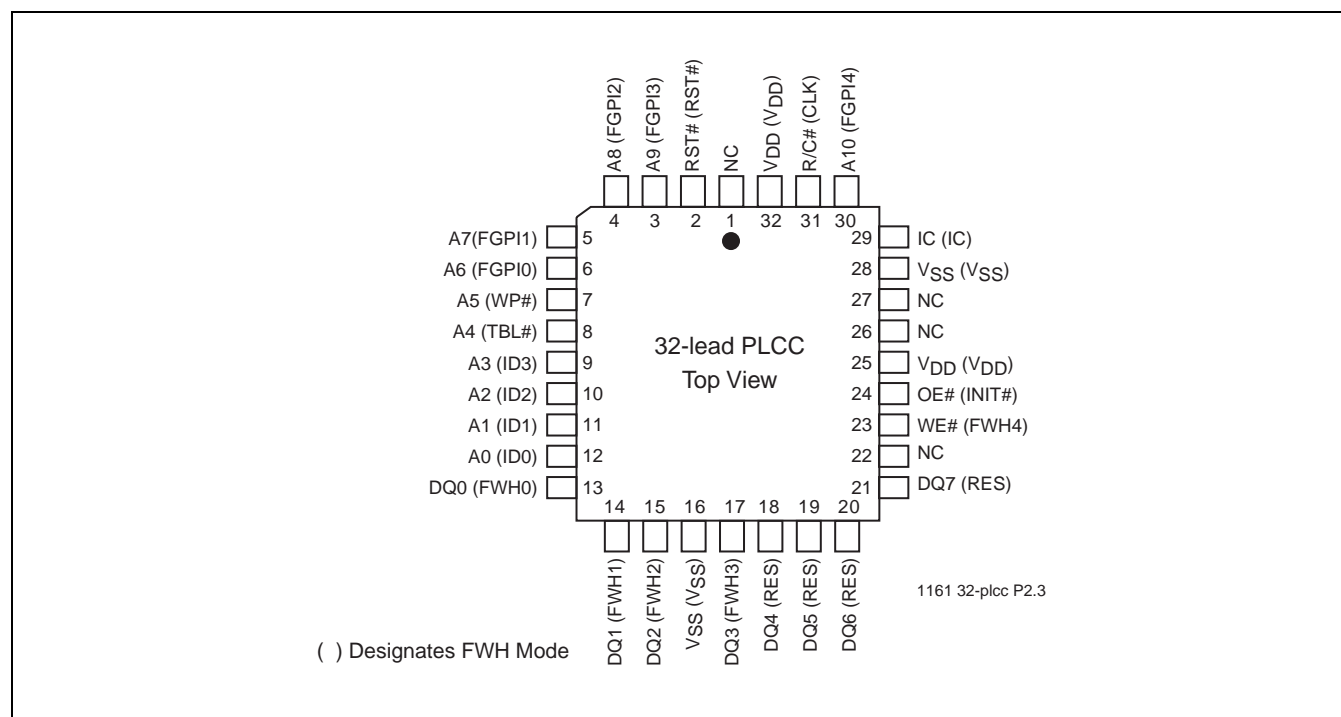 A8 (FGPI2)
A9 (FGPI3)
RST# (RST#)
NC
VDD (VDD)
R/C# (CLK)
A10 (FGPI4)
4 3 2 1 32 31 30
A7(FGPI1) 5
A6 (FGPI0) 6
A5 (WP#) 7
A4 (TBL#) 8
A3 (ID3) 9
A2 (ID2) 10
A1 (ID1) 11
A0 (ID0) 12
DQ0 (FWH0) 13
32-lead PLCC
Top View
29 IC (IC)
28 VSS (VSS)
27 NC
26 NC
25 VDD (VDD)
24 OE# (INIT#)
23 WE# (FWH4)
22 NC
21 DQ7 (RES)
14 15 16 17 18 19 20
DQ1 (FWH1)
DQ2 (FWH2)
VSS (VSS)
DQ3 (FWH3)
DQ4 (RES)
DQ5 (RES)
DQ6 (RES)
1161 32-plcc P2.3
( ) Designates FWH Mode